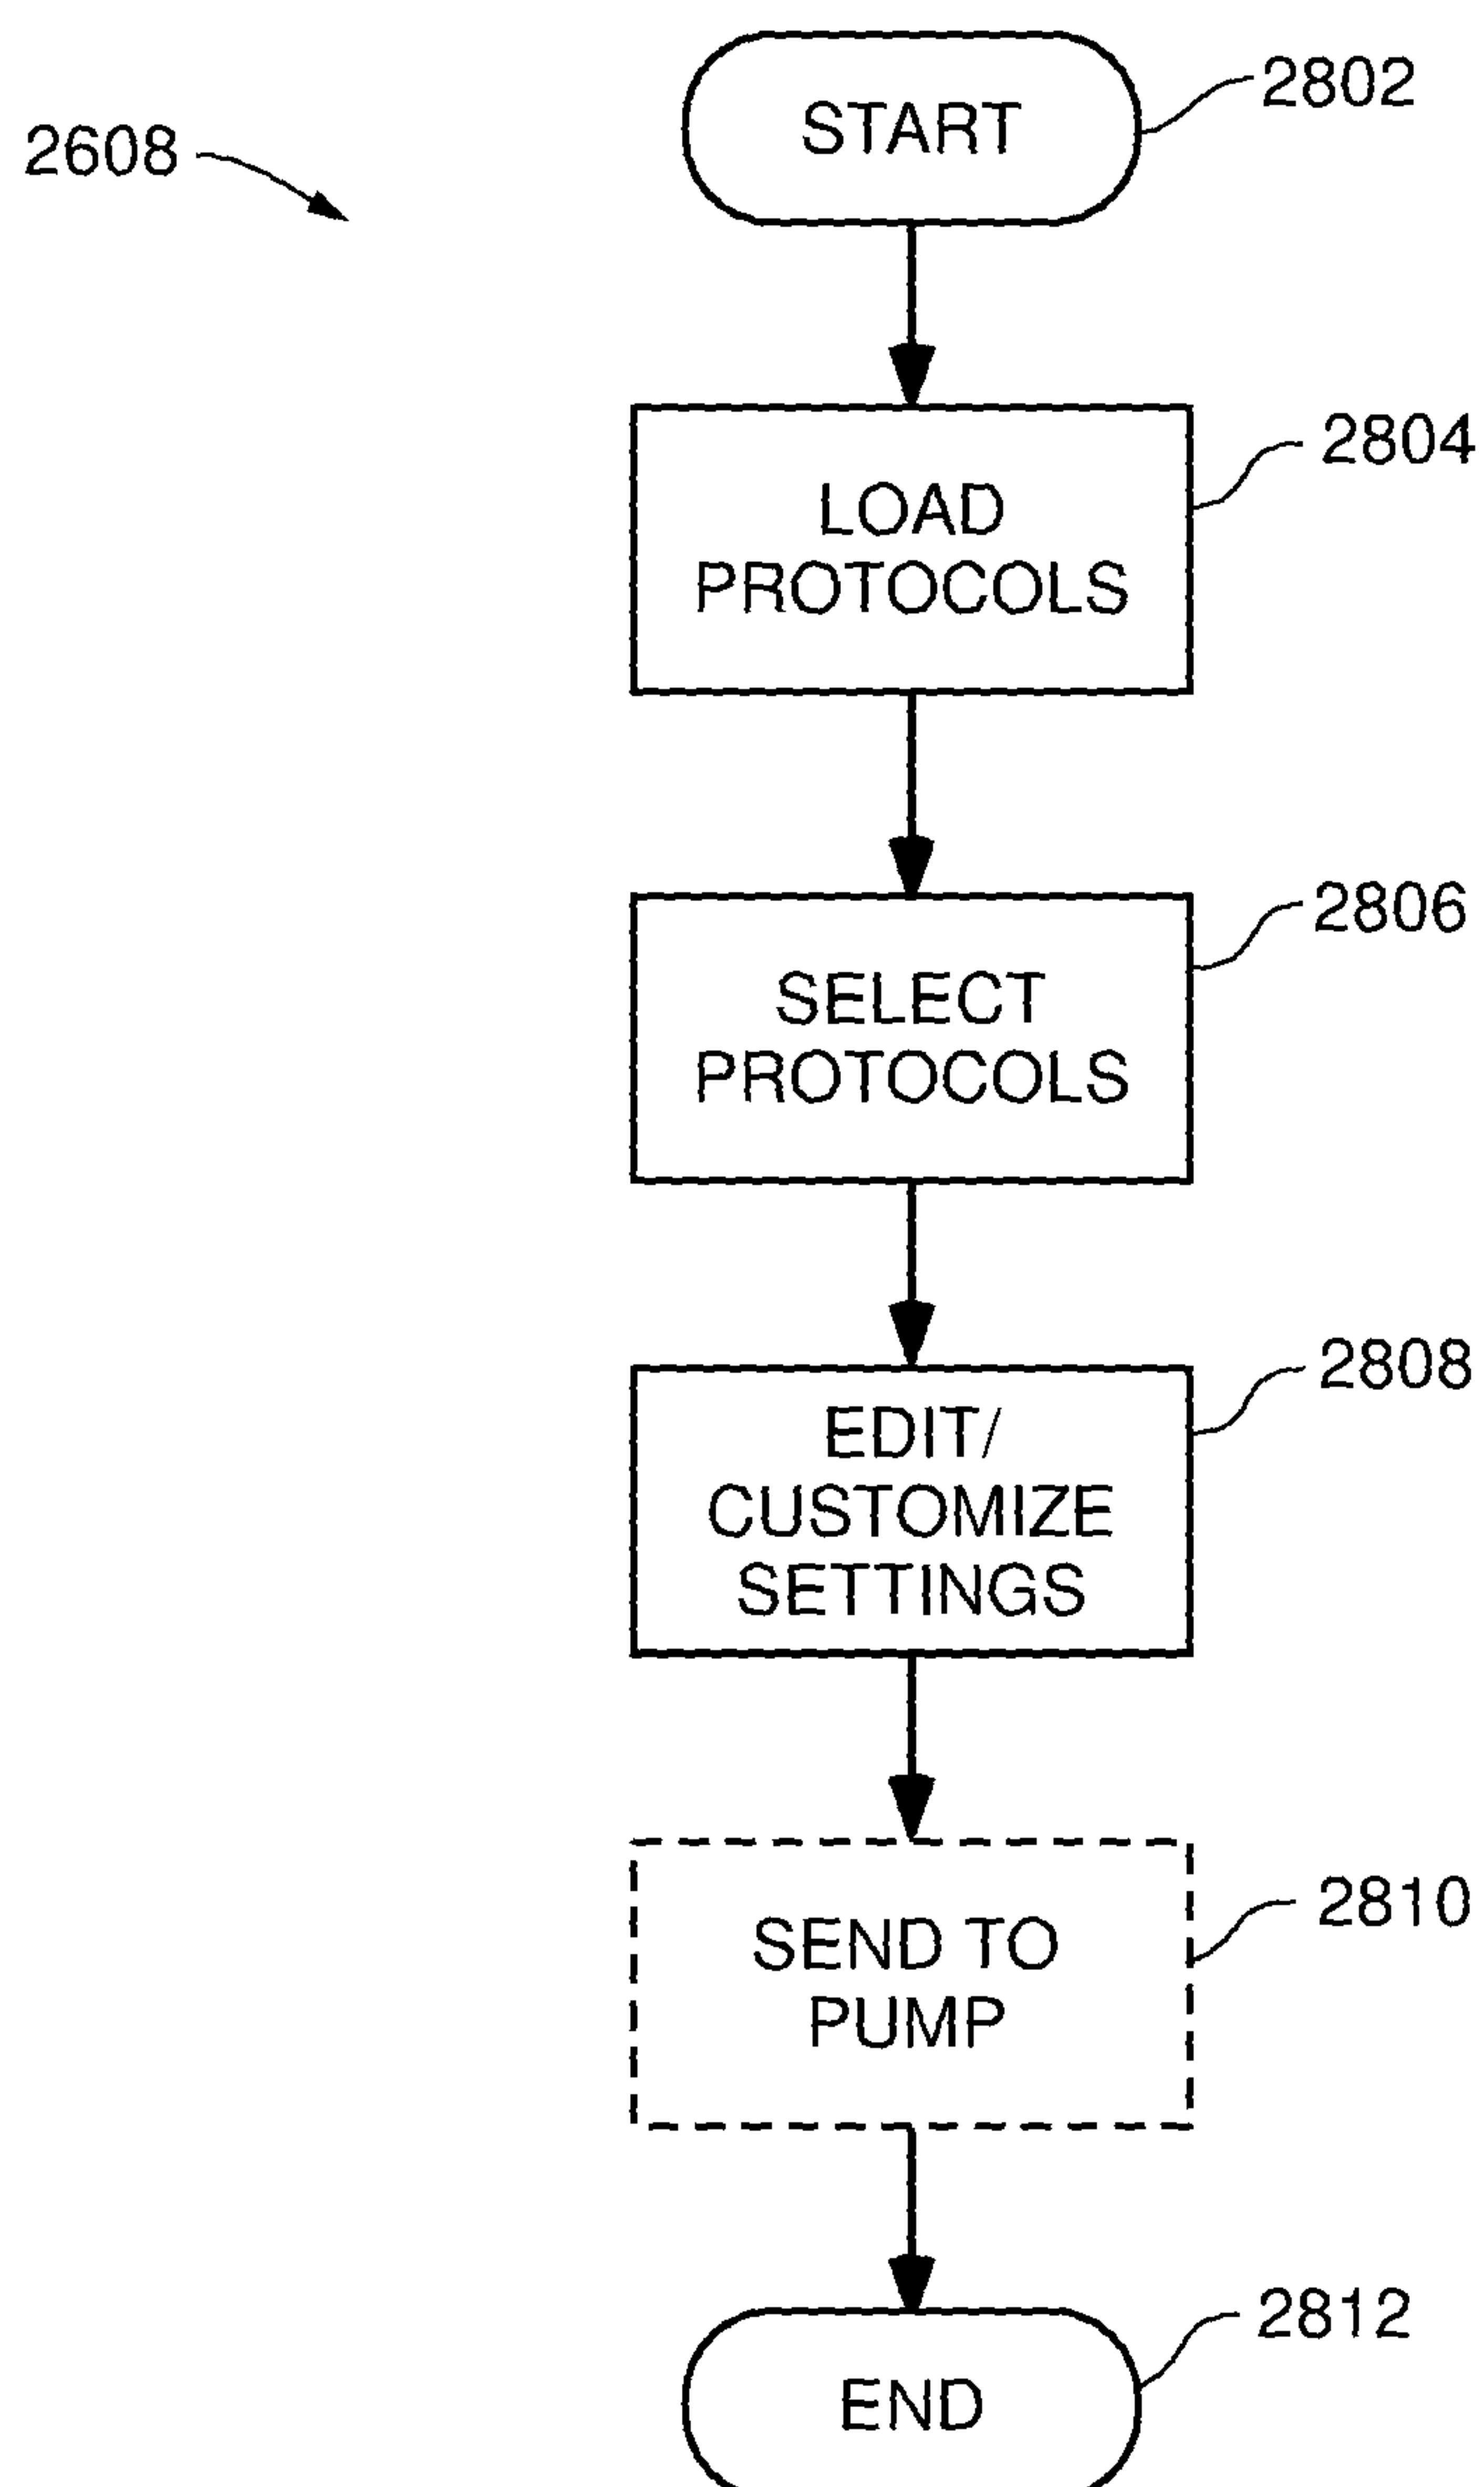 2608
START
2802
LOAD
PROTOCOLS
2804
SELECT
PROTOCOLS
2806
EDIT/
CUSTOMIZE
SETTINGS
2808
SEND TO
PUMP
2810
END
2812